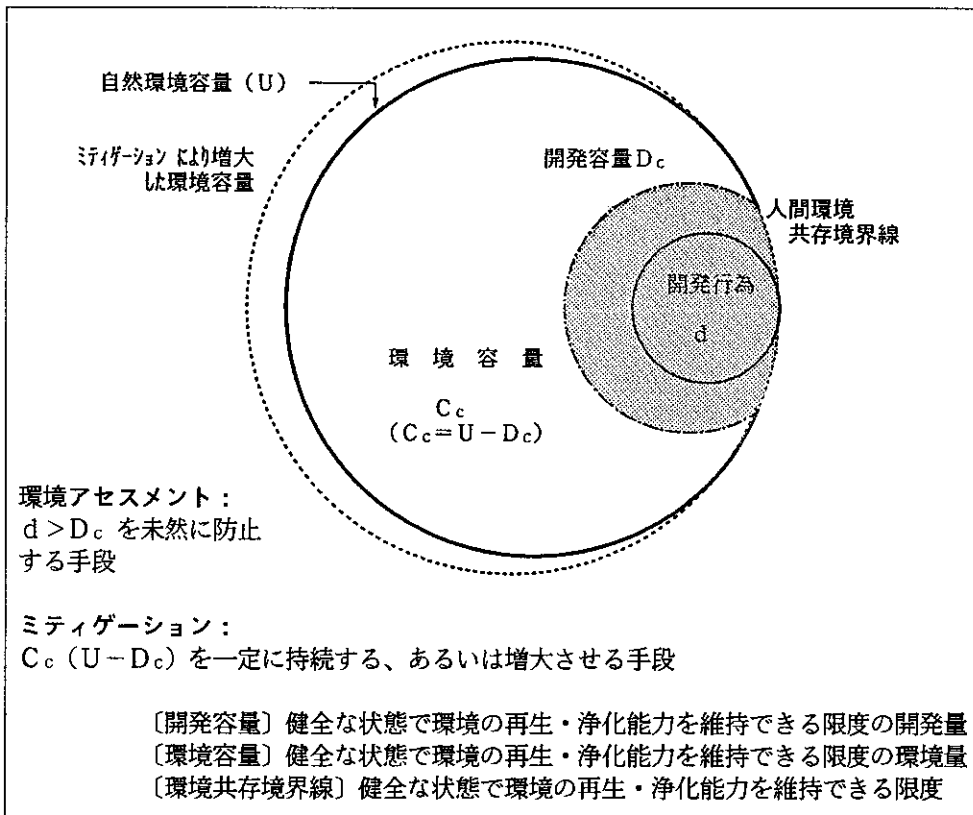 自然環境容量(U)
ミティゲーションにより増大
した環境容量
開発容量Dc
人間環境
共存境界線
開発行為
d
環境容量
Cc
(Cc=U-Dc)
環境アセスメント:
d>Dcを未然に防止
する手段
ミティゲーション:
Cc(U-Dc)を一定に持続する、あるいは増大させる手段
〔開発容量〕健全な状態で環境の再生・浄化能力を維持できる限度の開発量
〔環境容量〕健全な状態で環境の再生・浄化能力を維持できる限度の環境量
〔環境共存境界線〕健全な状態で環境の再生・浄化能力を維持できる限度